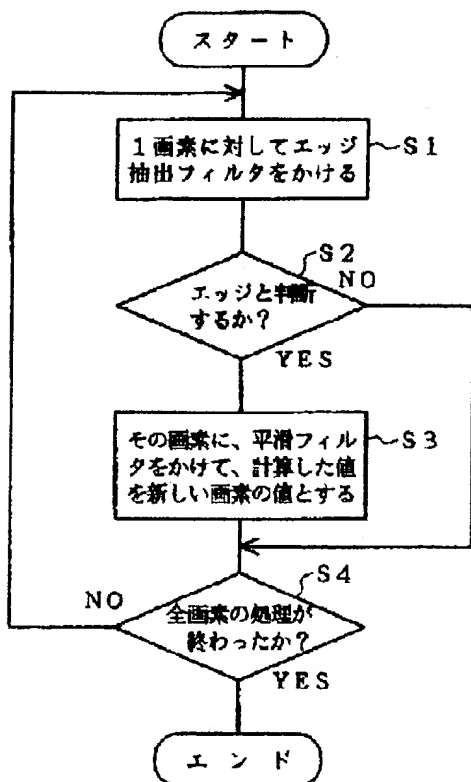 スタート
1画素に対してエッジ
抽出フィルタをかける
S1
S2
エッジと判断
するか?
NO
YES
その画素に、平滑フィル
タをかけて、計算した値
を新しい画素の値とする
S3
S4
全画素の処理が
終わったか?
NO
YES
エンド